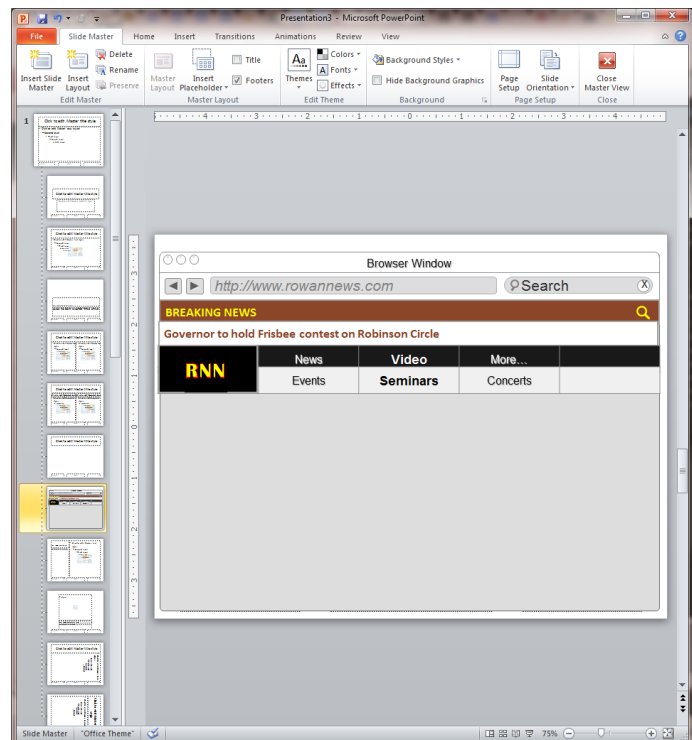 Presentation3 - Microsoft PowerPoint
File Slide Master Home Insert Transitions Animations Review View
Insert Slide Master
Insert Layout
Delete
Rename
Preserve
Edit Master
Master Layout
Insert Placeholder
Title
Footers
Master Layout
Themes
Colors
Fonts
Effects
Edit Theme
Background Styles
Hide Background Graphics
Background
Page Setup
Slide Orientation
Page Setup
Close Master View
Close
1
Browser Window
http://www.rowannews.com
Search
X
BREAKING NEWS
Governor to hold Frisbee contest on Robinson Circle
RNN
News Video More...
Events Seminars Concerts
Slide Master "Office Theme" 75%